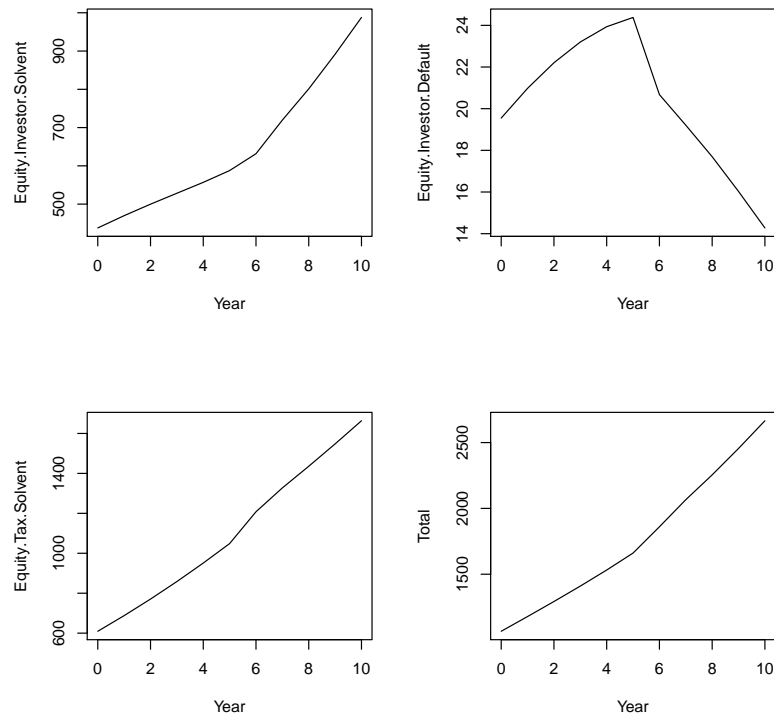 Equity.Investor.Solvent
500 700 900
0 2 4 6 8 10
Year
Equity.Investor.Default
14 16 18 20 22 24
0 2 4 6 8 10
Year
Equity.Tax.Solvent
600 1000 1400
0 2 4 6 8 10
Year
Total
1500 2000 2500
0 2 4 6 8 10
Year